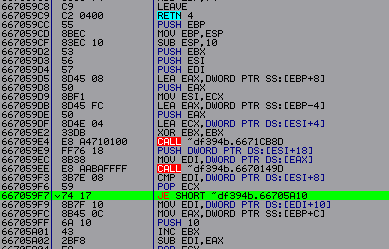 667059C8 C9 LEAVE
667059C9 C2 0400 RETN 4
667059CC 55 PUSH EBP
667059CD 8BEC MOV EBP,ESP
667059CF 83EC 10 SUB ESP,10
667059D2 53 PUSH EBX
667059D3 56 PUSH ESI
667059D4 57 PUSH EDI
667059D5 8D45 08 LEA EAX,DWORD PTR SS:[EBP+8]
667059D8 50 PUSH EAX
667059D9 8BF1 MOV ESI,ECX
667059DB 8D45 FC LEA EAX,DWORD PTR SS:[EBP-4]
667059DE 50 PUSH EAX
667059DF 8D4E 04 LEA ECX,DWORD PTR DS:[ESI+4]
667059E2 33DB XOR EBX,EBX
667059E4 E8 A4710100 CALL ~df394b.6671CB8D
667059E9 FF76 18 PUSH DWORD PTR DS:[ESI+18]
667059EC 8B38 MOV EDI,DWORD PTR DS:[EAX]
667059EE E8 AABAFFFF CALL ~df394b.6670149D
667059F3 3B7E 08 CMP EDI,DWORD PTR DS:[ESI+8]
667059F6 59 POP ECX
667059F7 74 17 JE SHORT ~df394b.66705A10
667059F9 8B7F 10 MOV EDI,DWORD PTR DS:[EDI+10]
667059FC 8B45 0C MOV EAX,DWORD PTR SS:[EBP+C]
667059FF 6A 10 PUSH 10
66705A01 43 INC EBX
66705A02 2BF8 SUB EDI,EAX